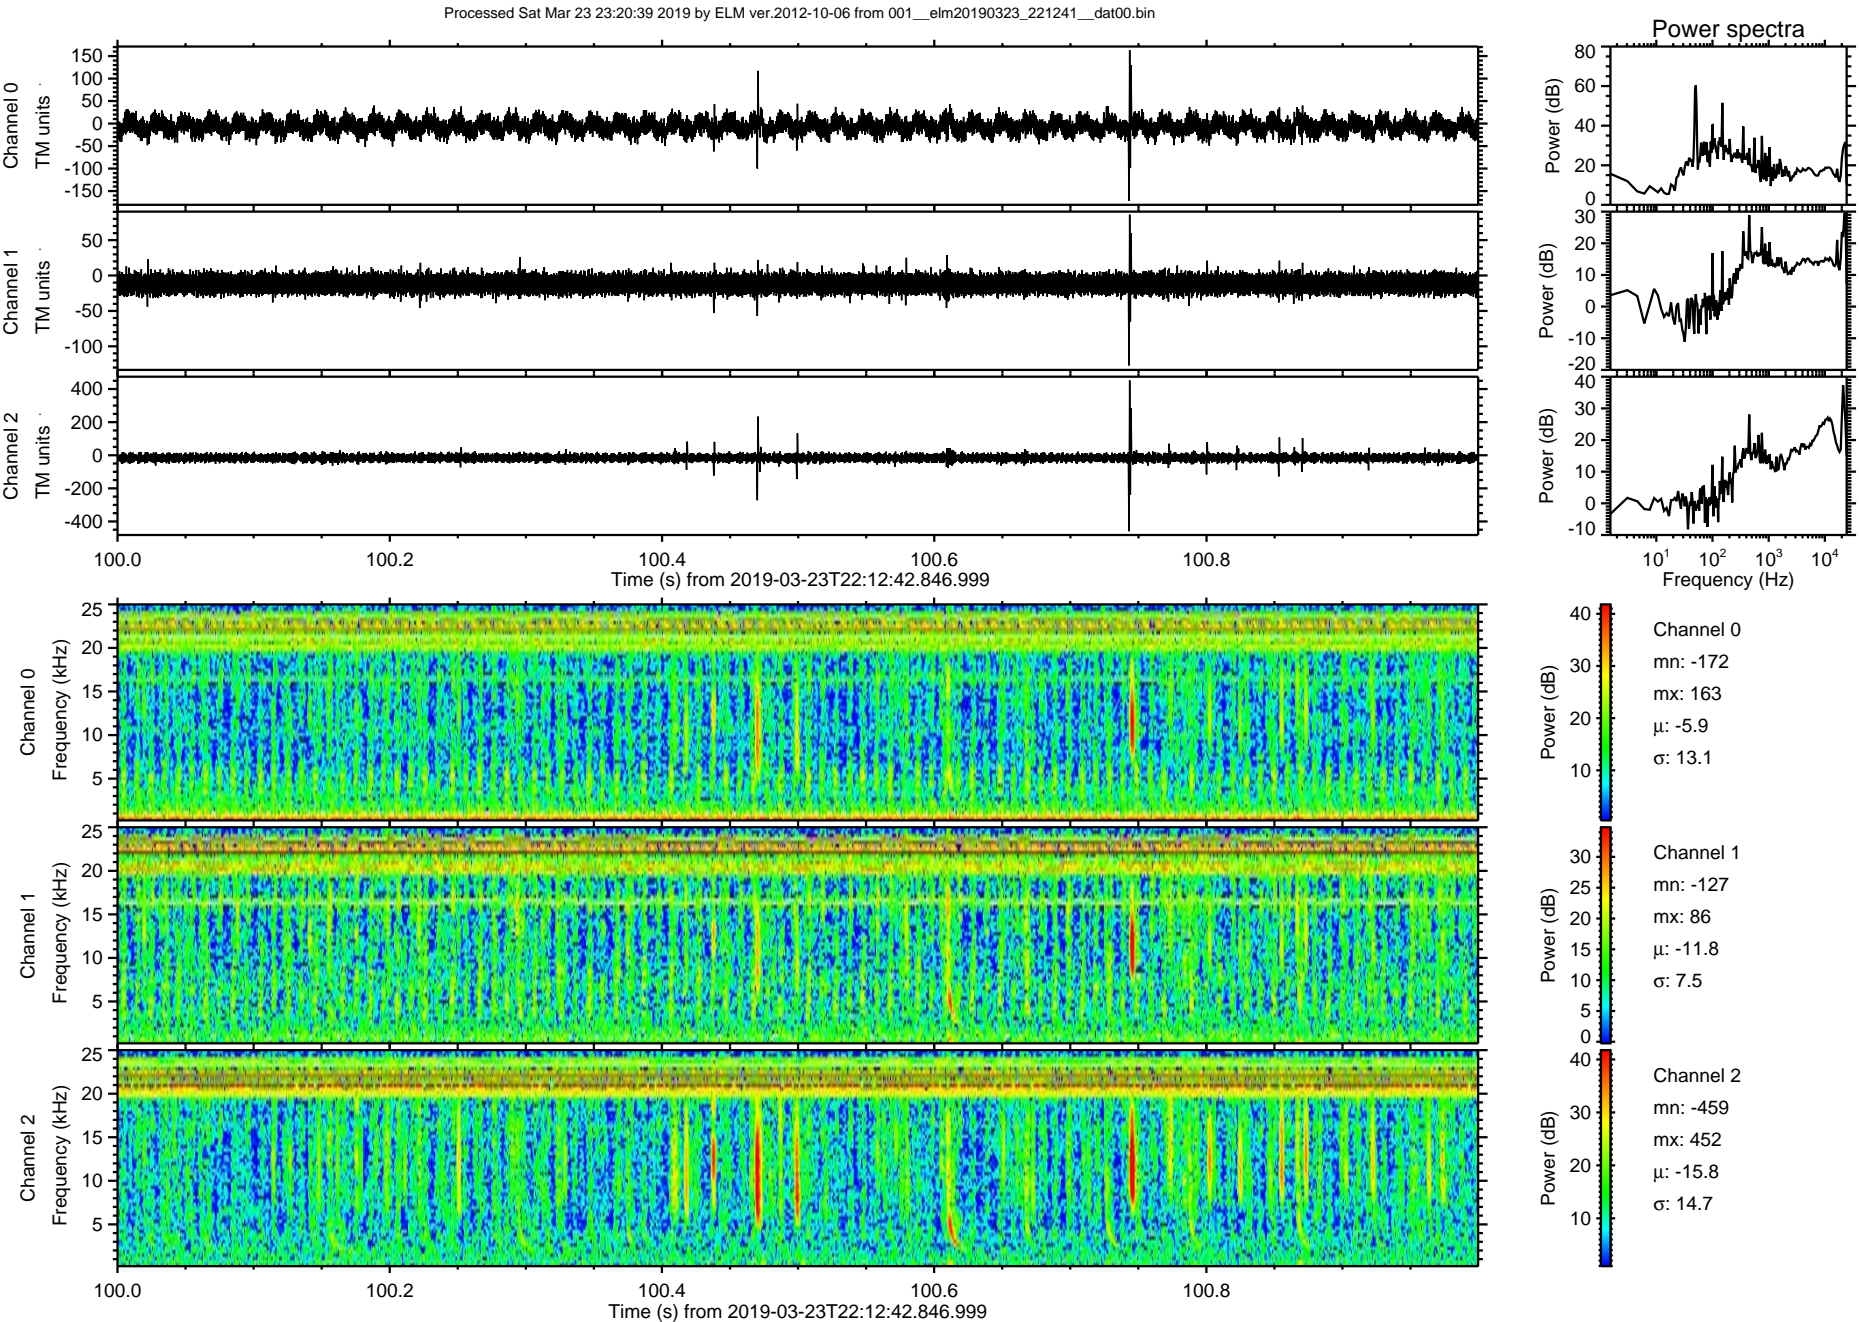 Processed Sat Mar 23 23:20:39 2019 by ELM ver.2012-10-06 from 001__elm20190323_221241__dat00.bin
Power spectra
Channel 0
TM units
150
100
50
0
-50
-100
-150
Power (dB)
80
60
40
20
0
Channel 1
TM units
50
0
-50
-100
Power (dB)
30
20
10
0
-10
-20
Channel 2
TM units
400
200
0
-200
-400
Power (dB)
40
30
20
10
0
-10
100.0 100.2 100.4 100.6 100.8
Time (s) from 2019-03-23T22:12:42.846.999
10¹ 10² 10³ 10⁴
Frequency (Hz)
Channel 0
Frequency (kHz)
25
20
15
10
5
Power (dB)
40
30
20
10
Channel 0
mn: -172
mx: 163
μ: -5.9
σ: 13.1
Channel 1
Frequency (kHz)
25
20
15
10
5
Power (dB)
30
25
20
15
10
5
0
Channel 1
mn: -127
mx: 86
μ: -11.8
σ: 7.5
Channel 2
Frequency (kHz)
25
20
15
10
5
Power (dB)
40
30
20
10
Channel 2
mn: -459
mx: 452
μ: -15.8
σ: 14.7
100.0 100.2 100.4 100.6 100.8
Time (s) from 2019-03-23T22:12:42.846.999